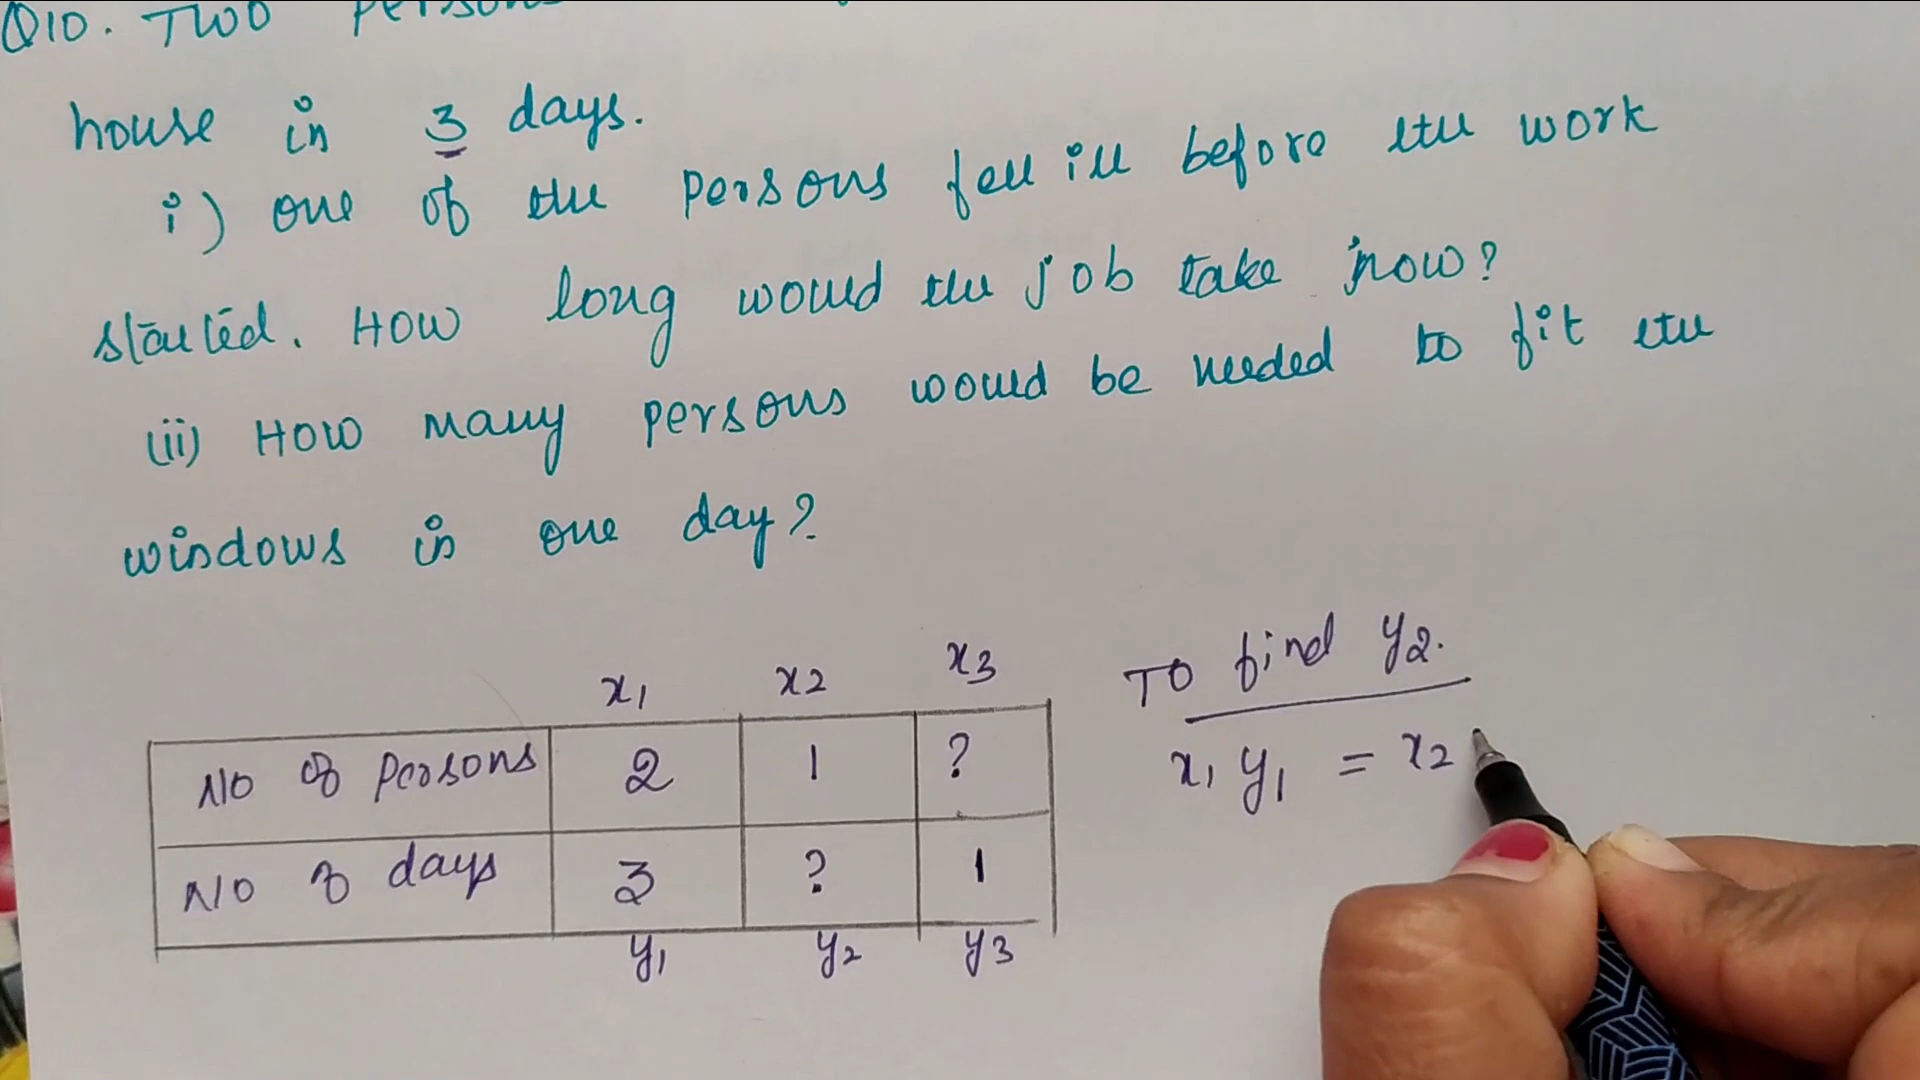 Q10. TWO Persons
house in 3 days.
i) one of the Persons fell ill before the work
started. HOW long would the job take now?
(ii) HOW many persons would be needed to fit the
windows in one day?
x1 x2 x3
NO of persons 2 1 ?
NO of days 3 ? 1
y1 y2 y3
TO find y2.
x1 y1 = x2